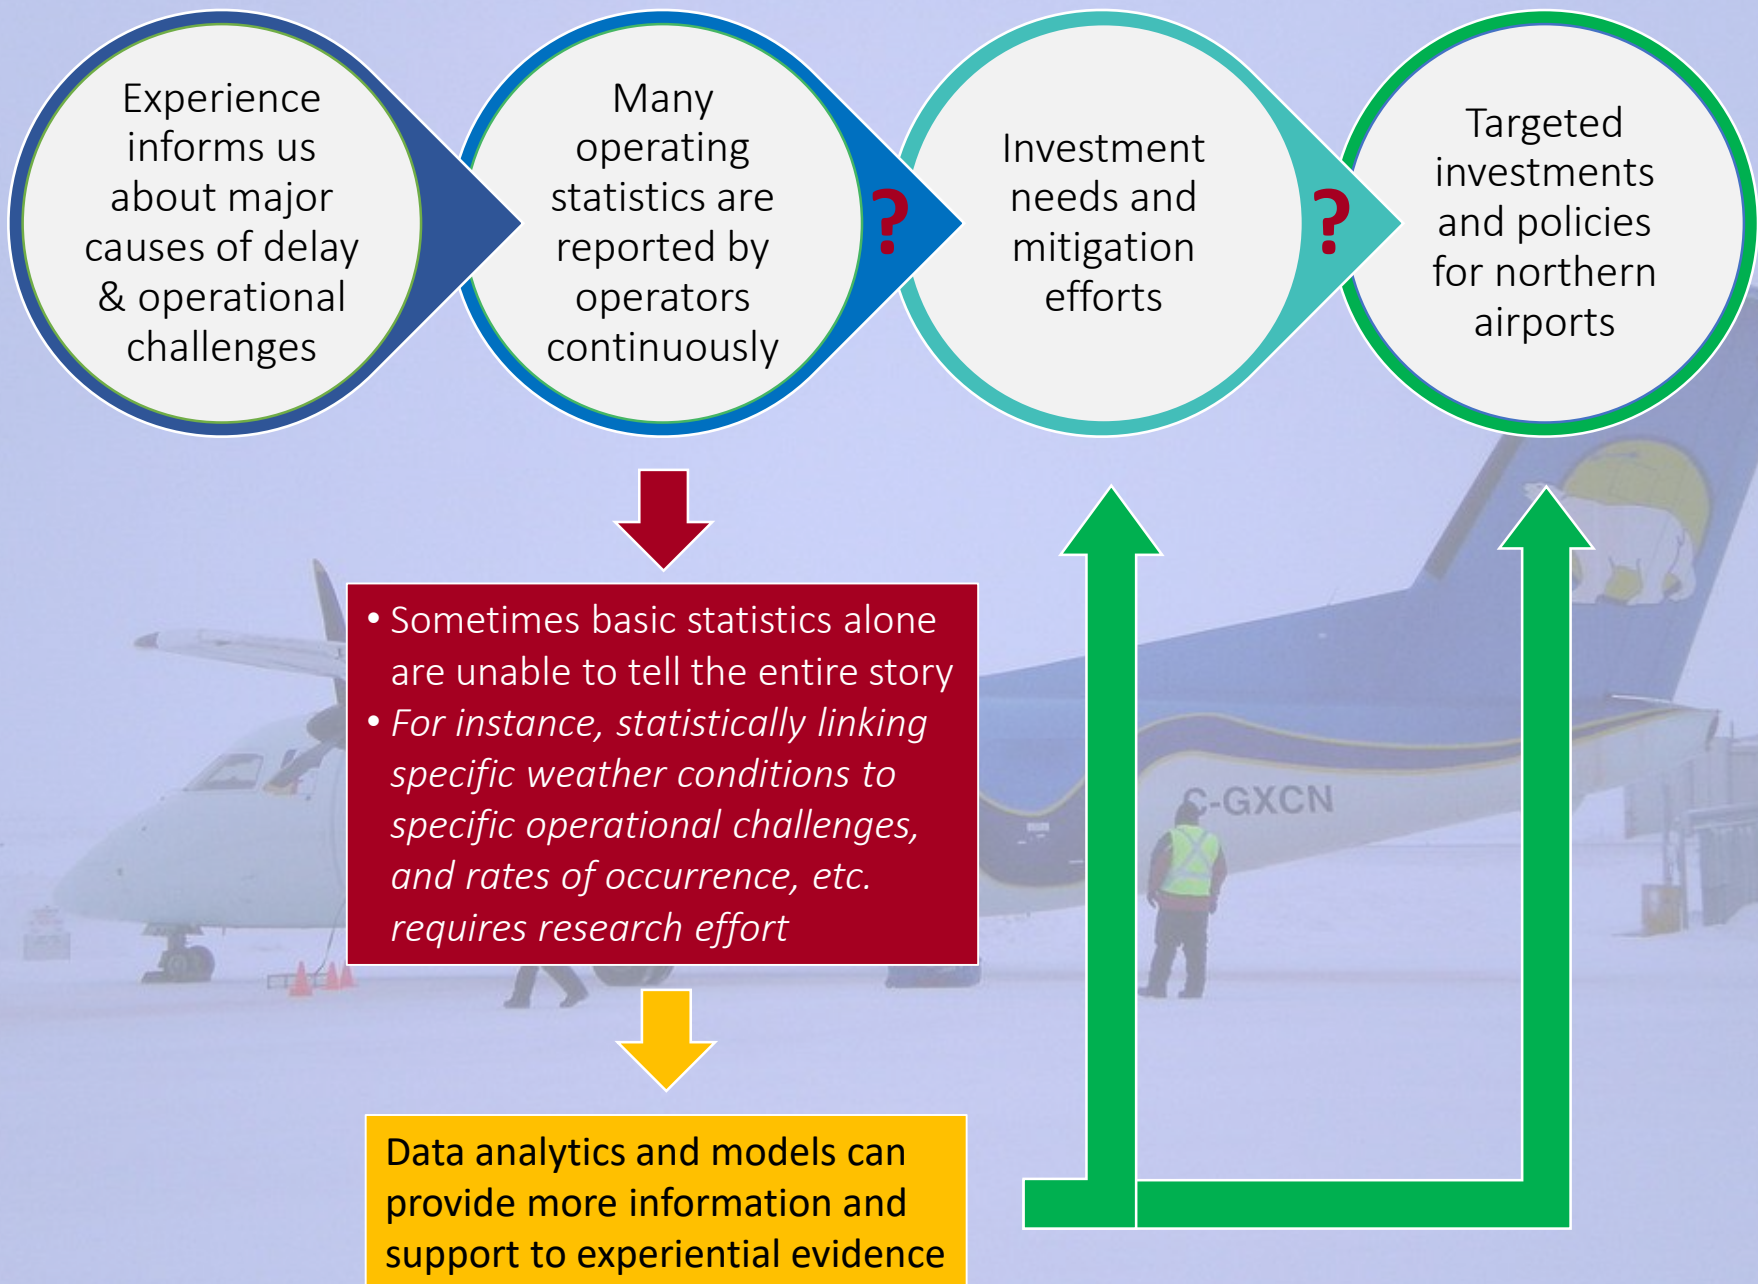 Experience
informs us
about major
causes of delay
& operational
challenges
Many
operating
statistics are
reported by
operators
continuously
?
Investment
needs and
mitigation
efforts
?
Targeted
investments
and policies
for northern
airports
• Sometimes basic statistics alone
are unable to tell the entire story
• For instance, statistically linking
specific weather conditions to
specific operational challenges,
and rates of occurrence, etc.
requires research effort
C-GXCN
Data analytics and models can
provide more information and
support to experiential evidence